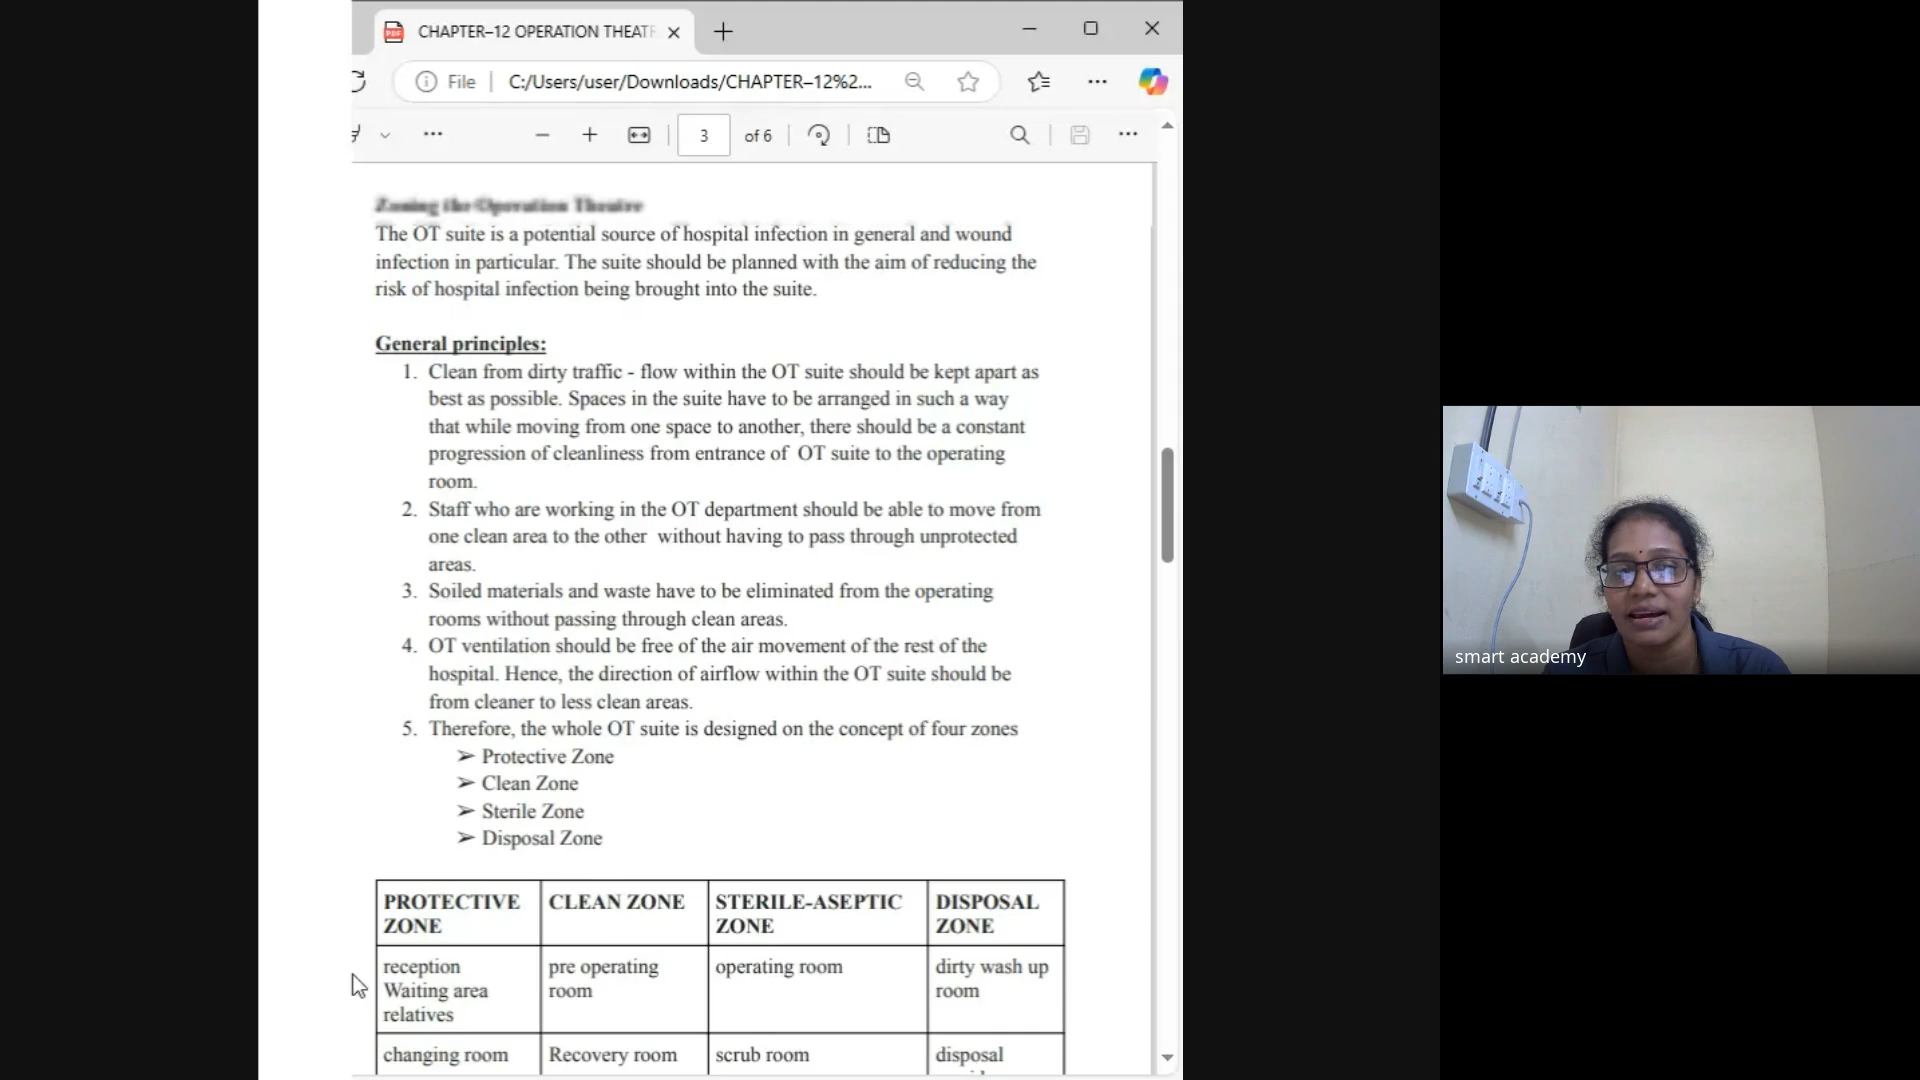 CHAPTER–12 OPERATION THEATR
File
C:/Users/user/Downloads/CHAPTER–12%2...
3 of 6
Zoning the Operation Theatre
The OT suite is a potential source of hospital infection in general and wound
infection in particular. The suite should be planned with the aim of reducing the
risk of hospital infection being brought into the suite.
General principles:
1. Clean from dirty traffic - flow within the OT suite should be kept apart as
best as possible. Spaces in the suite have to be arranged in such a way
that while moving from one space to another, there should be a constant
progression of cleanliness from entrance of OT suite to the operating
room.
2. Staff who are working in the OT department should be able to move from
one clean area to the other without having to pass through unprotected
areas.
3. Soiled materials and waste have to be eliminated from the operating
rooms without passing through clean areas.
4. OT ventilation should be free of the air movement of the rest of the
hospital. Hence, the direction of airflow within the OT suite should be
from cleaner to less clean areas.
5. Therefore, the whole OT suite is designed on the concept of four zones
➢ Protective Zone
➢ Clean Zone
➢ Sterile Zone
➢ Disposal Zone
PROTECTIVE ZONE
CLEAN ZONE
STERILE-ASEPTIC ZONE
DISPOSAL ZONE
reception
Waiting area
relatives
pre operating
room
operating room
dirty wash up
room
changing room
Recovery room
scrub room
disposal
smart academy